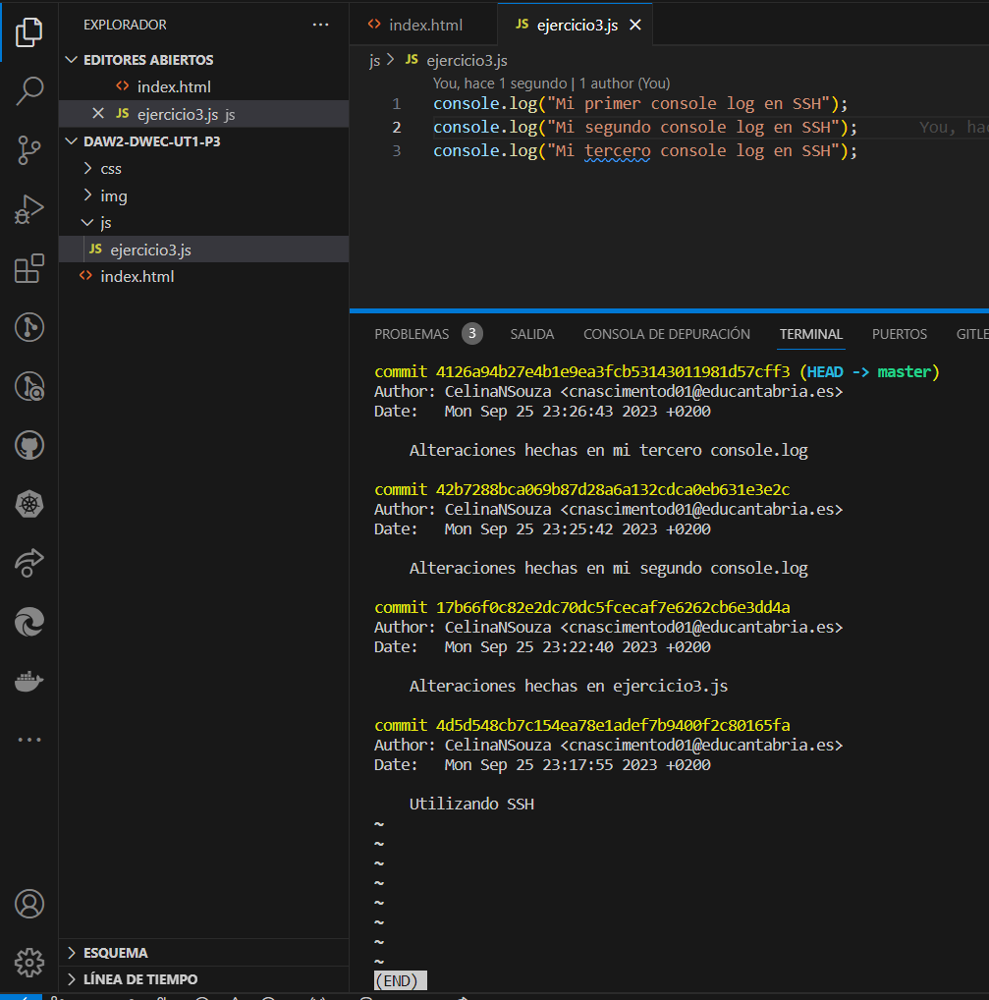 EXPLORADOR
EDITORES ABIERTOS
index.html
JS ejercicio3.js js
DAW2-DWEC-UT1-P3
css
img
js
JS ejercicio3.js
index.html
ESQUEMA
LÍNEA DE TIEMPO
index.html
JS ejercicio3.js
js > JS ejercicio3.js
You, hace 1 segundo | 1 author (You)
1 console.log("Mi primer console log en SSH");
2 console.log("Mi segundo console log en SSH"); You, ha
3 console.log("Mi tercero console log en SSH");
PROBLEMAS 3 SALIDA CONSOLA DE DEPURACIÓN TERMINAL PUERTOS GITLE
commit 4126a94b27e4b1e9ea3fcb53143011981d57cff3 (HEAD -> master)
Author: CelinaNSouza <cnascimentod01@educantabria.es>
Date:   Mon Sep 25 23:26:43 2023 +0200
Alteraciones hechas en mi tercero console.log
commit 42b7288bca069b87d28a6a132cdca0eb631e3e2c
Author: CelinaNSouza <cnascimentod01@educantabria.es>
Date:   Mon Sep 25 23:25:42 2023 +0200
Alteraciones hechas en mi segundo console.log
commit 17b66f0c82e2dc70dc5fcecaf7e6262cb6e3dd4a
Author: CelinaNSouza <cnascimentod01@educantabria.es>
Date:   Mon Sep 25 23:22:40 2023 +0200
Alteraciones hechas en ejercicio3.js
commit 4d5d548cb7c154ea78e1adef7b9400f2c80165fa
Author: CelinaNSouza <cnascimentod01@educantabria.es>
Date:   Mon Sep 25 23:17:55 2023 +0200
Utilizando SSH
~
~
~
~
~
~
~
~
(END)